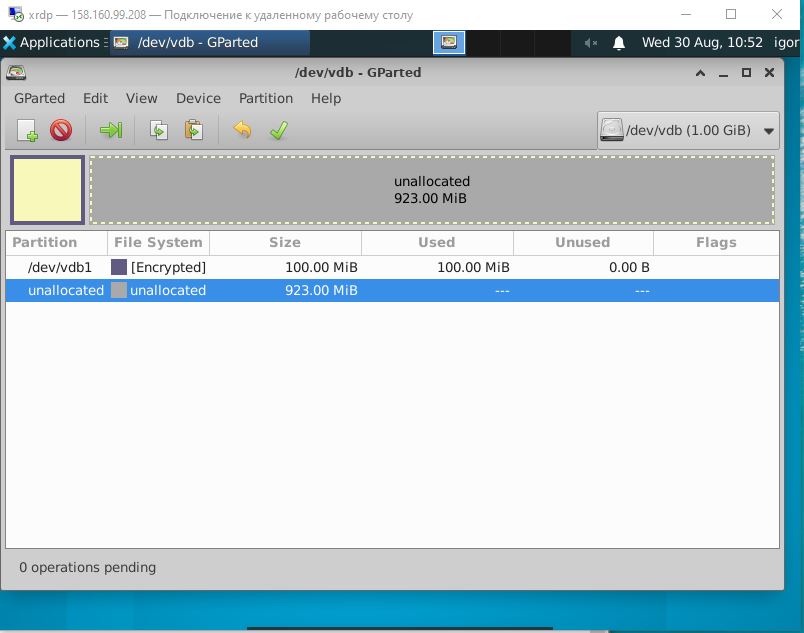 xrdp — 158.160.99.208 — Подключение к удаленному рабочему столу
Applications /dev/vdb - GParted Wed 30 Aug, 10:52 igor
/dev/vdb - GParted
GParted Edit View Device Partition Help
/dev/vdb (1.00 GiB)
unallocated
923.00 MiB
Partition File System Size Used Unused Flags
/dev/vdb1 [Encrypted] 100.00 MiB 100.00 MiB 0.00 B
unallocated unallocated 923.00 MiB --- ---
0 operations pending